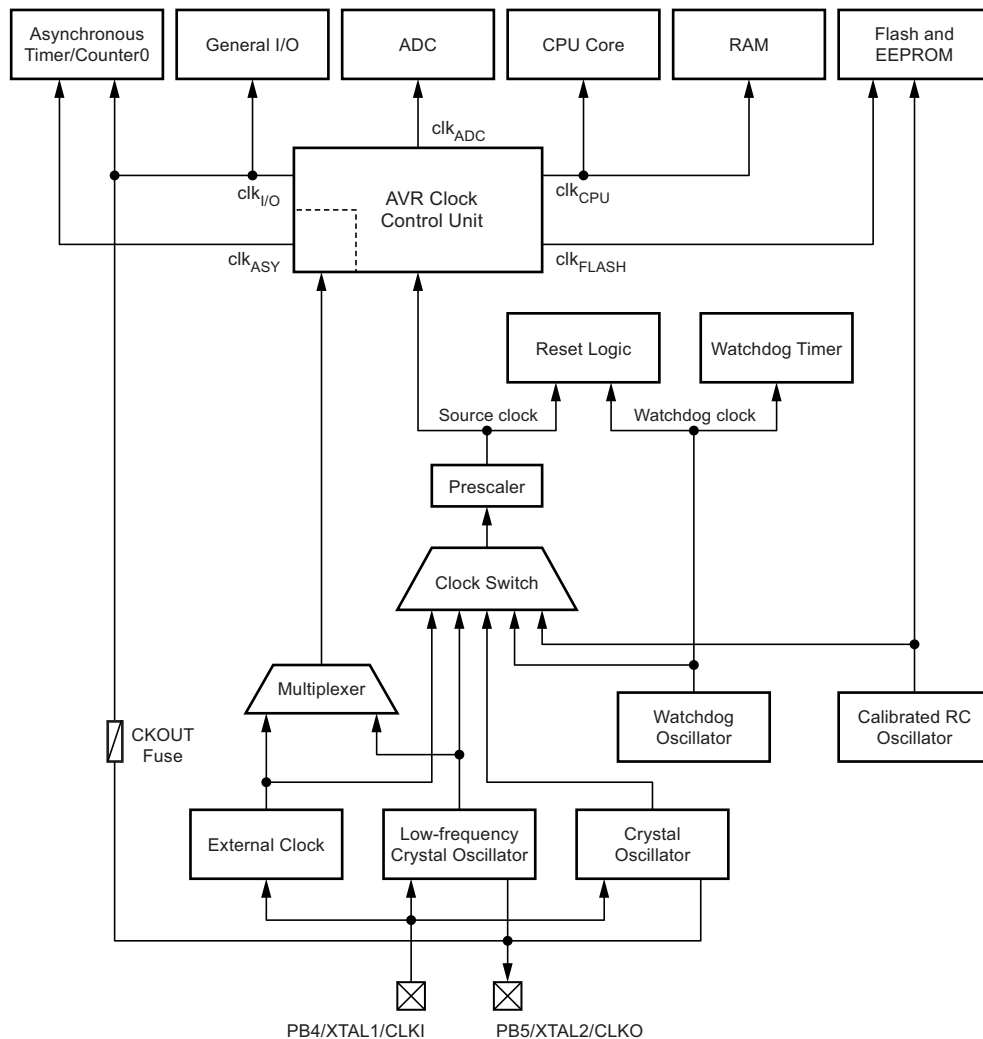 Asynchronous
Timer/Counter0
General I/O
ADC
CPU Core
RAM
Flash and
EEPROM
clkADC
AVR Clock
Control Unit
clkI/O
clkCPU
clkASY
clkFLASH
Reset Logic
Watchdog Timer
Source clock
Watchdog clock
Prescaler
Clock Switch
Multiplexer
Watchdog
Oscillator
Calibrated RC
Oscillator
CKOUT
Fuse
External Clock
Low-frequency
Crystal Oscillator
Crystal
Oscillator
PB4/XTAL1/CLKI
PB5/XTAL2/CLKO